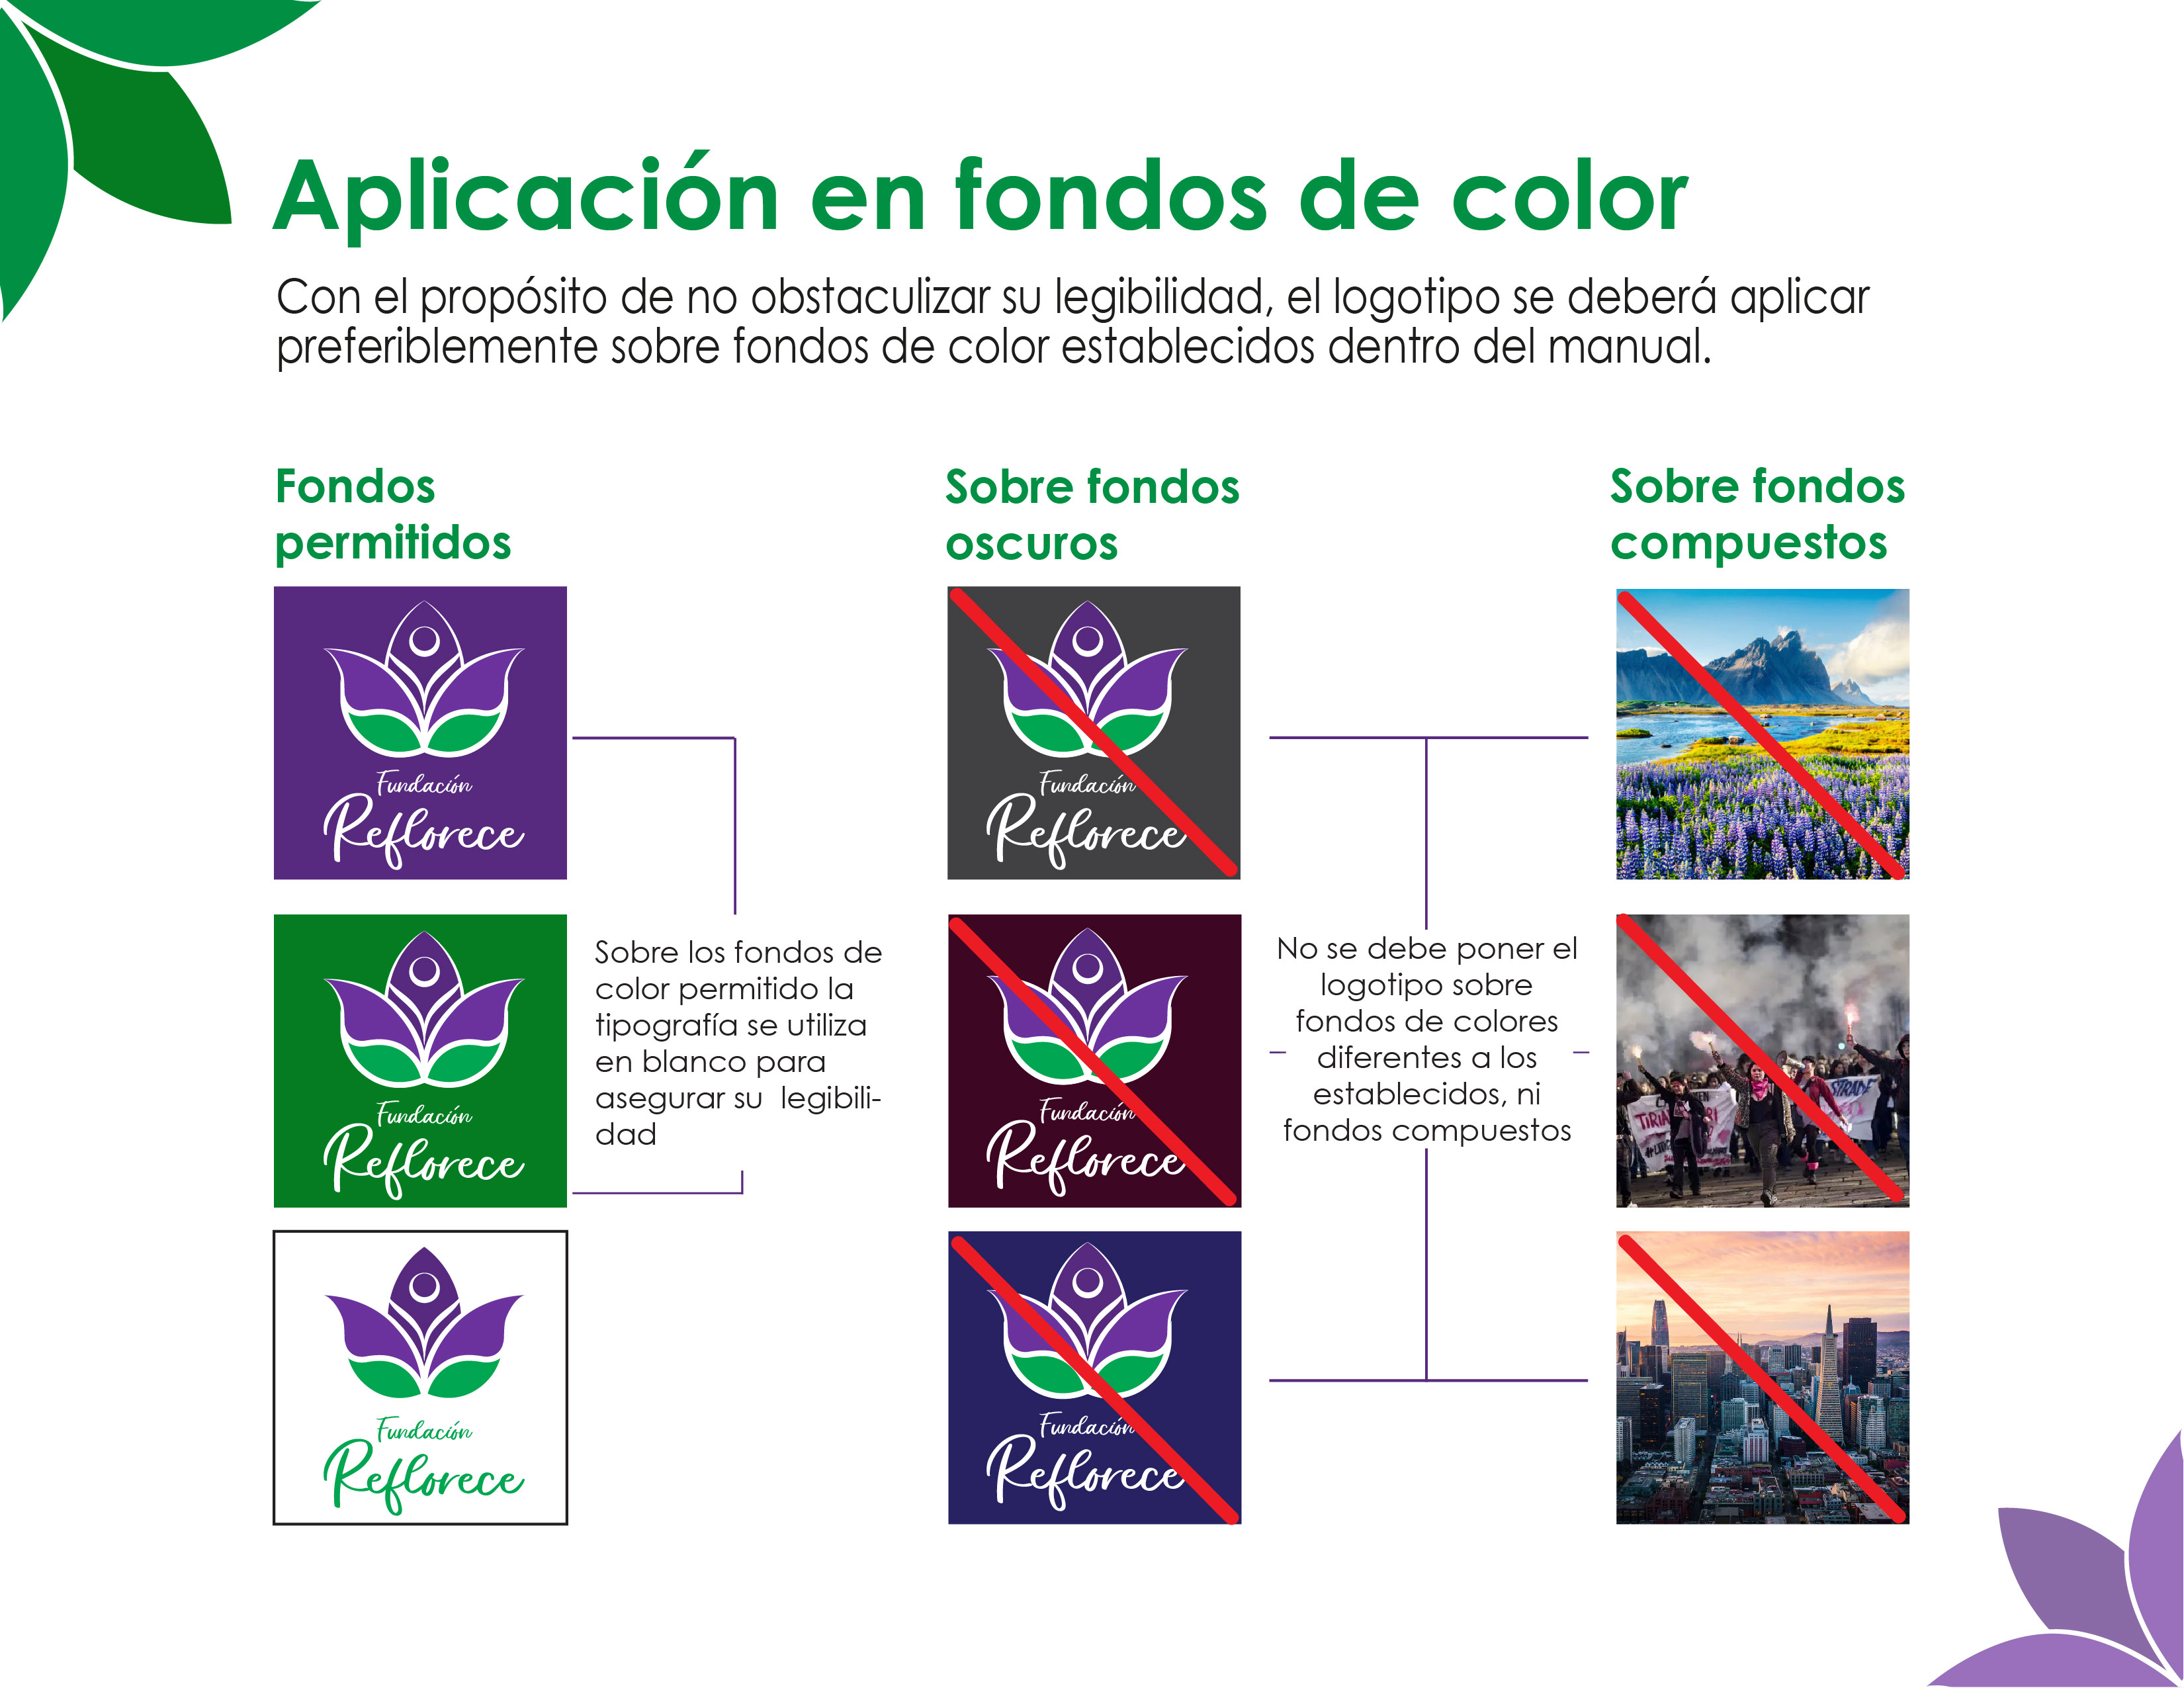 Aplicación en fondos de color
Con el propósito de no obstaculizar su legibilidad, el logotipo se deberá aplicar
preferiblemente sobre fondos de color establecidos dentro del manual.
Fondos
permitidos
Fundación
Reflorece
Fundación
Reflorece
Fundación
Reflorece
Sobre los fondos de
color permitido la
tipografía se utiliza
en blanco para
asegurar su  legibili-
dad
Sobre fondos
oscuros
Fundación
Reflorece
Fundación
Reflorece
Fundación
Reflorece
No se debe poner el
logotipo sobre
fondos de colores
diferentes a los
establecidos, ni
fondos compuestos
Sobre fondos
compuestos
STRADE